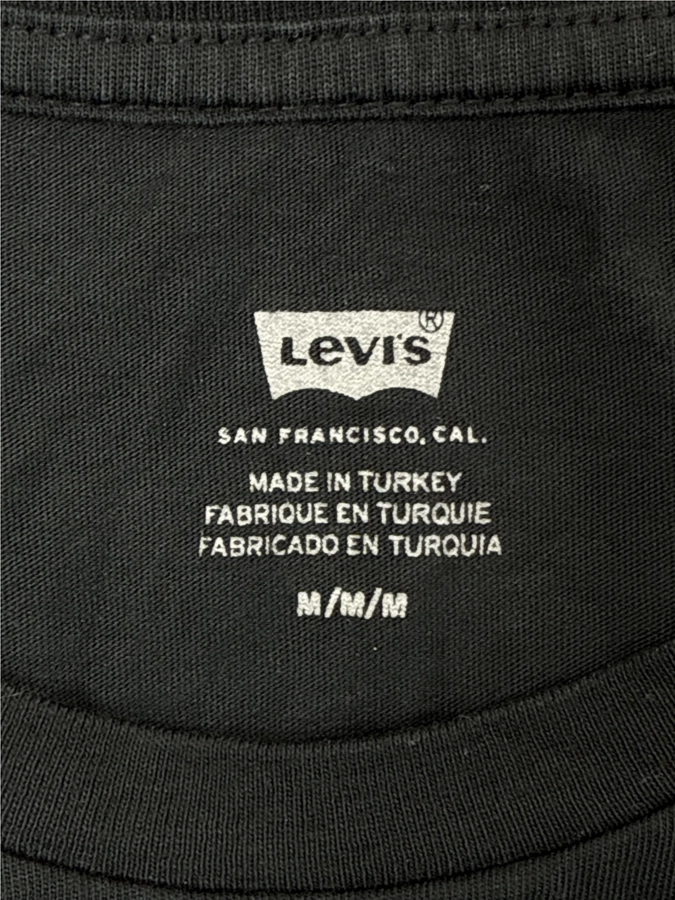 Levi's®
SAN FRANCISCO, CAL.
MADE IN TURKEY
FABRIQUE EN TURQUIE
FABRICADO EN TURQUIA
M/M/M